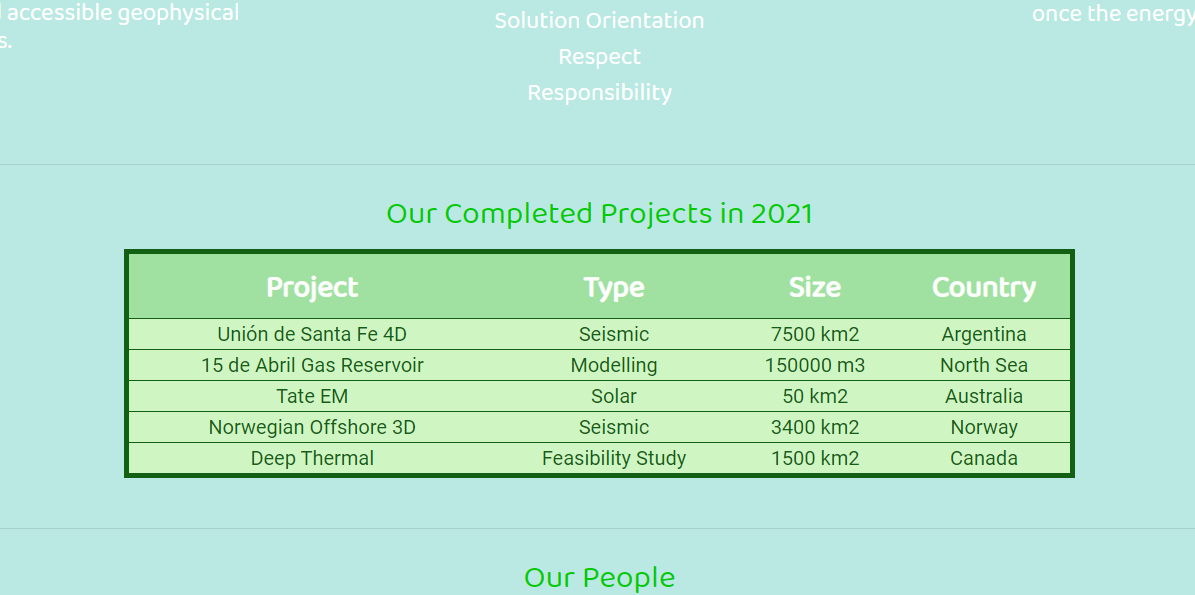 accessible geophysical
s.
Solution Orientation
Respect
Responsibility
once the energy
Our Completed Projects in 2021
Project Type Size Country
Unión de Santa Fe 4D Seismic 7500 km2 Argentina
15 de Abril Gas Reservoir Modelling 150000 m3 North Sea
Tate EM Solar 50 km2 Australia
Norwegian Offshore 3D Seismic 3400 km2 Norway
Deep Thermal Feasibility Study 1500 km2 Canada
Our People